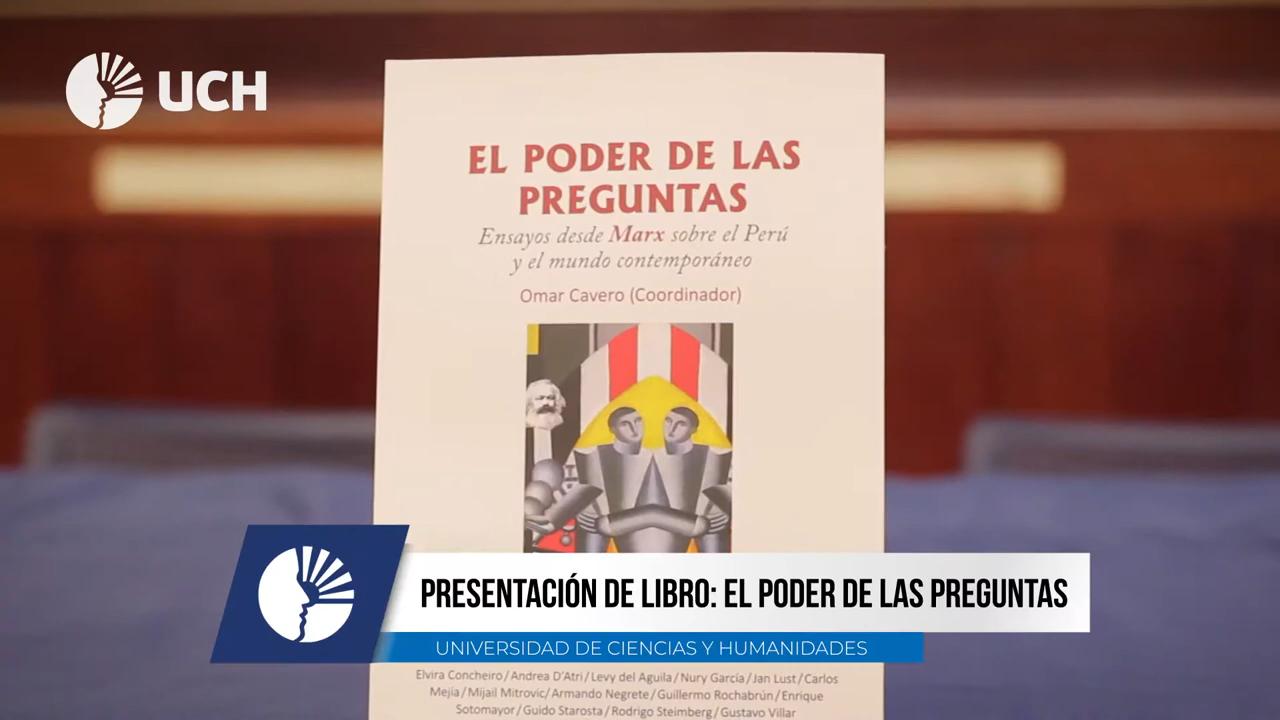 UCH
EL PODER DE LAS
PREGUNTAS
Ensayos desde Marx sobre el Perú
y el mundo contemporáneo
Omar Cavero (Coordinador)
PRESENTACIÓN DE LIBRO: EL PODER DE LAS PREGUNTAS
UNIVERSIDAD DE CIENCIAS Y HUMANIDADES
Elvira Concheiro/Andrea D'Atri/Levy del Aguila/Nury García/Jan Lust/Carlos
Mejía/Mijail Mitrovic/Armando Negrete/Guillermo Rochabrún/Enrique
Sotomayor/Guido Starosta/Rodrigo Steimberg/Gustavo Villar